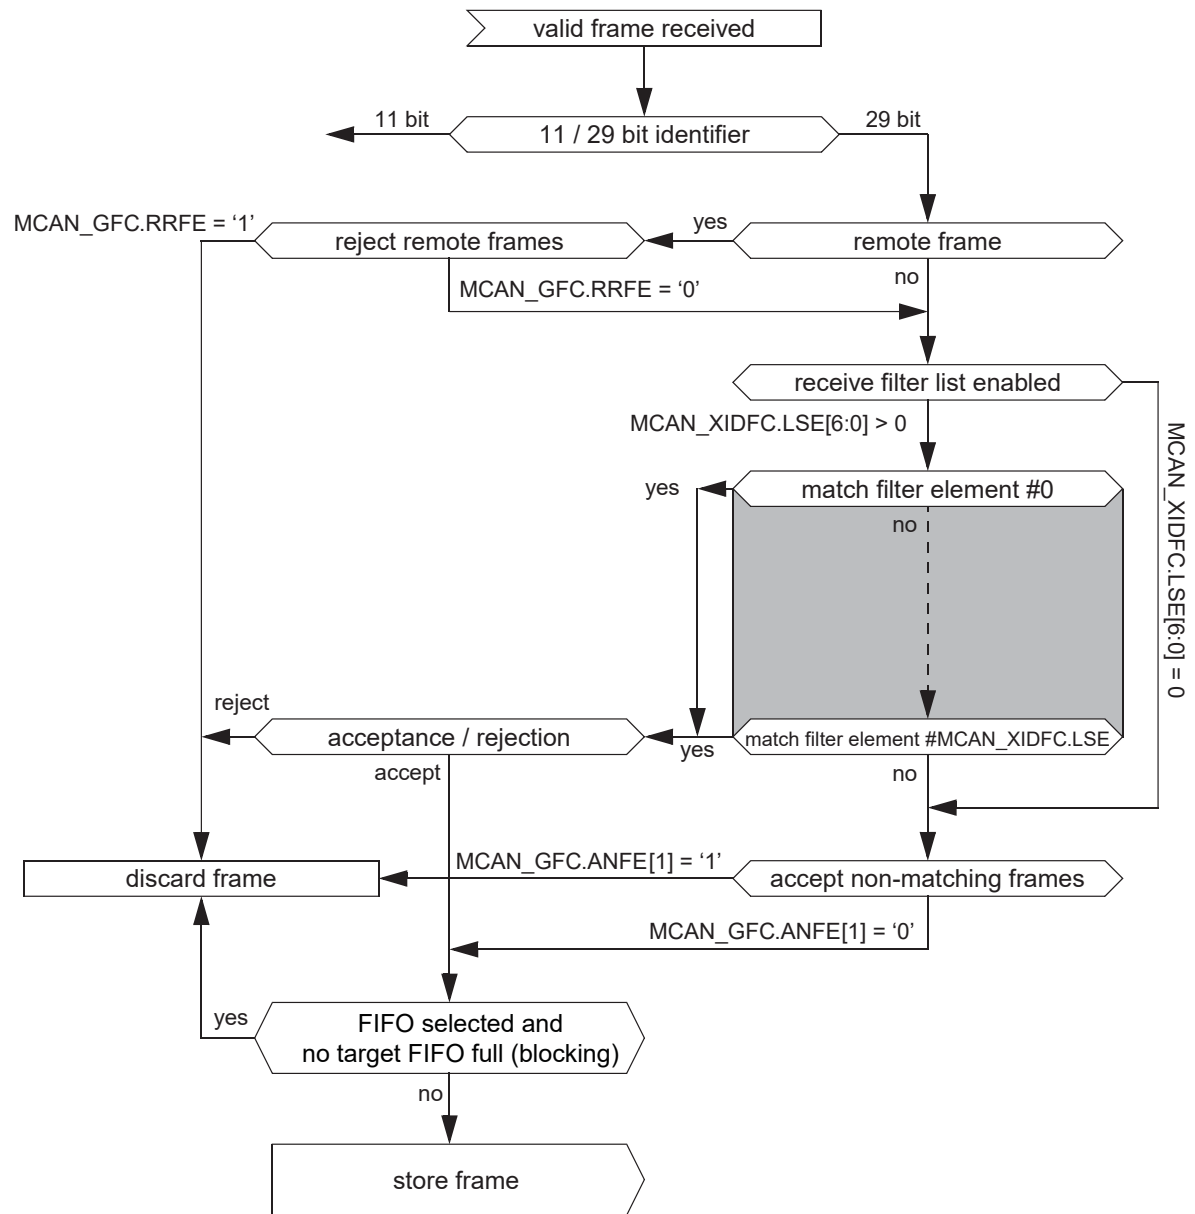 valid frame received
11 bit
11 / 29 bit identifier
29 bit
MCAN_GFC.RRFE = ‘1’
reject remote frames
yes
remote frame
no
MCAN_GFC.RRFE = ‘0’
receive filter list enabled
MCAN_XIDFC.LSE[6:0] > 0
MCAN_XIDFC.LSE[6:0] = 0
yes
match filter element #0
no
reject
acceptance / rejection
yes
match filter element #MCAN_XIDFC.LSE
accept
no
discard frame
MCAN_GFC.ANFE[1] = ‘1’
accept non-matching frames
MCAN_GFC.ANFE[1] = ‘0’
yes
FIFO selected and
no target FIFO full (blocking)
no
store frame